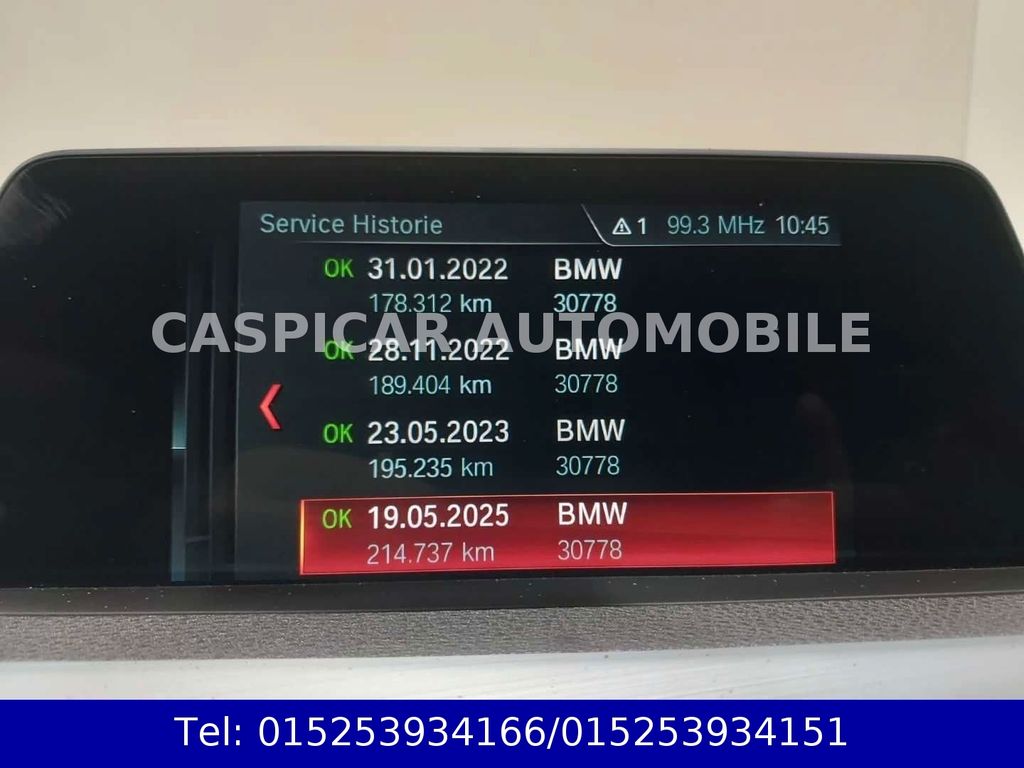 Service Historie ⚠ 1 99.3 MHz 10:45
OK 31.01.2022 BMW
178.312 km 30778
CASPICAR AUTOMOBILE
OK 28.11.2022 BMW
189.404 km 30778
OK 23.05.2023 BMW
195.235 km 30778
OK 19.05.2025 BMW
214.737 km 30778
Tel: 015253934166/015253934151